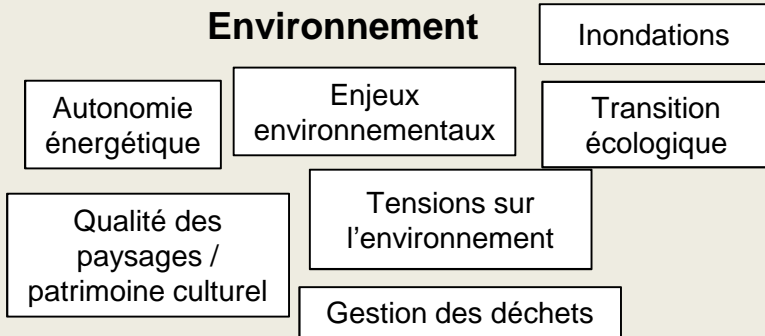 Environnement
Inondations
Autonomie
énergétique
Enjeux
environnementaux
Transition
écologique
Qualité des
paysages /
patrimoine culturel
Tensions sur
l’environnement
Gestion des déchets